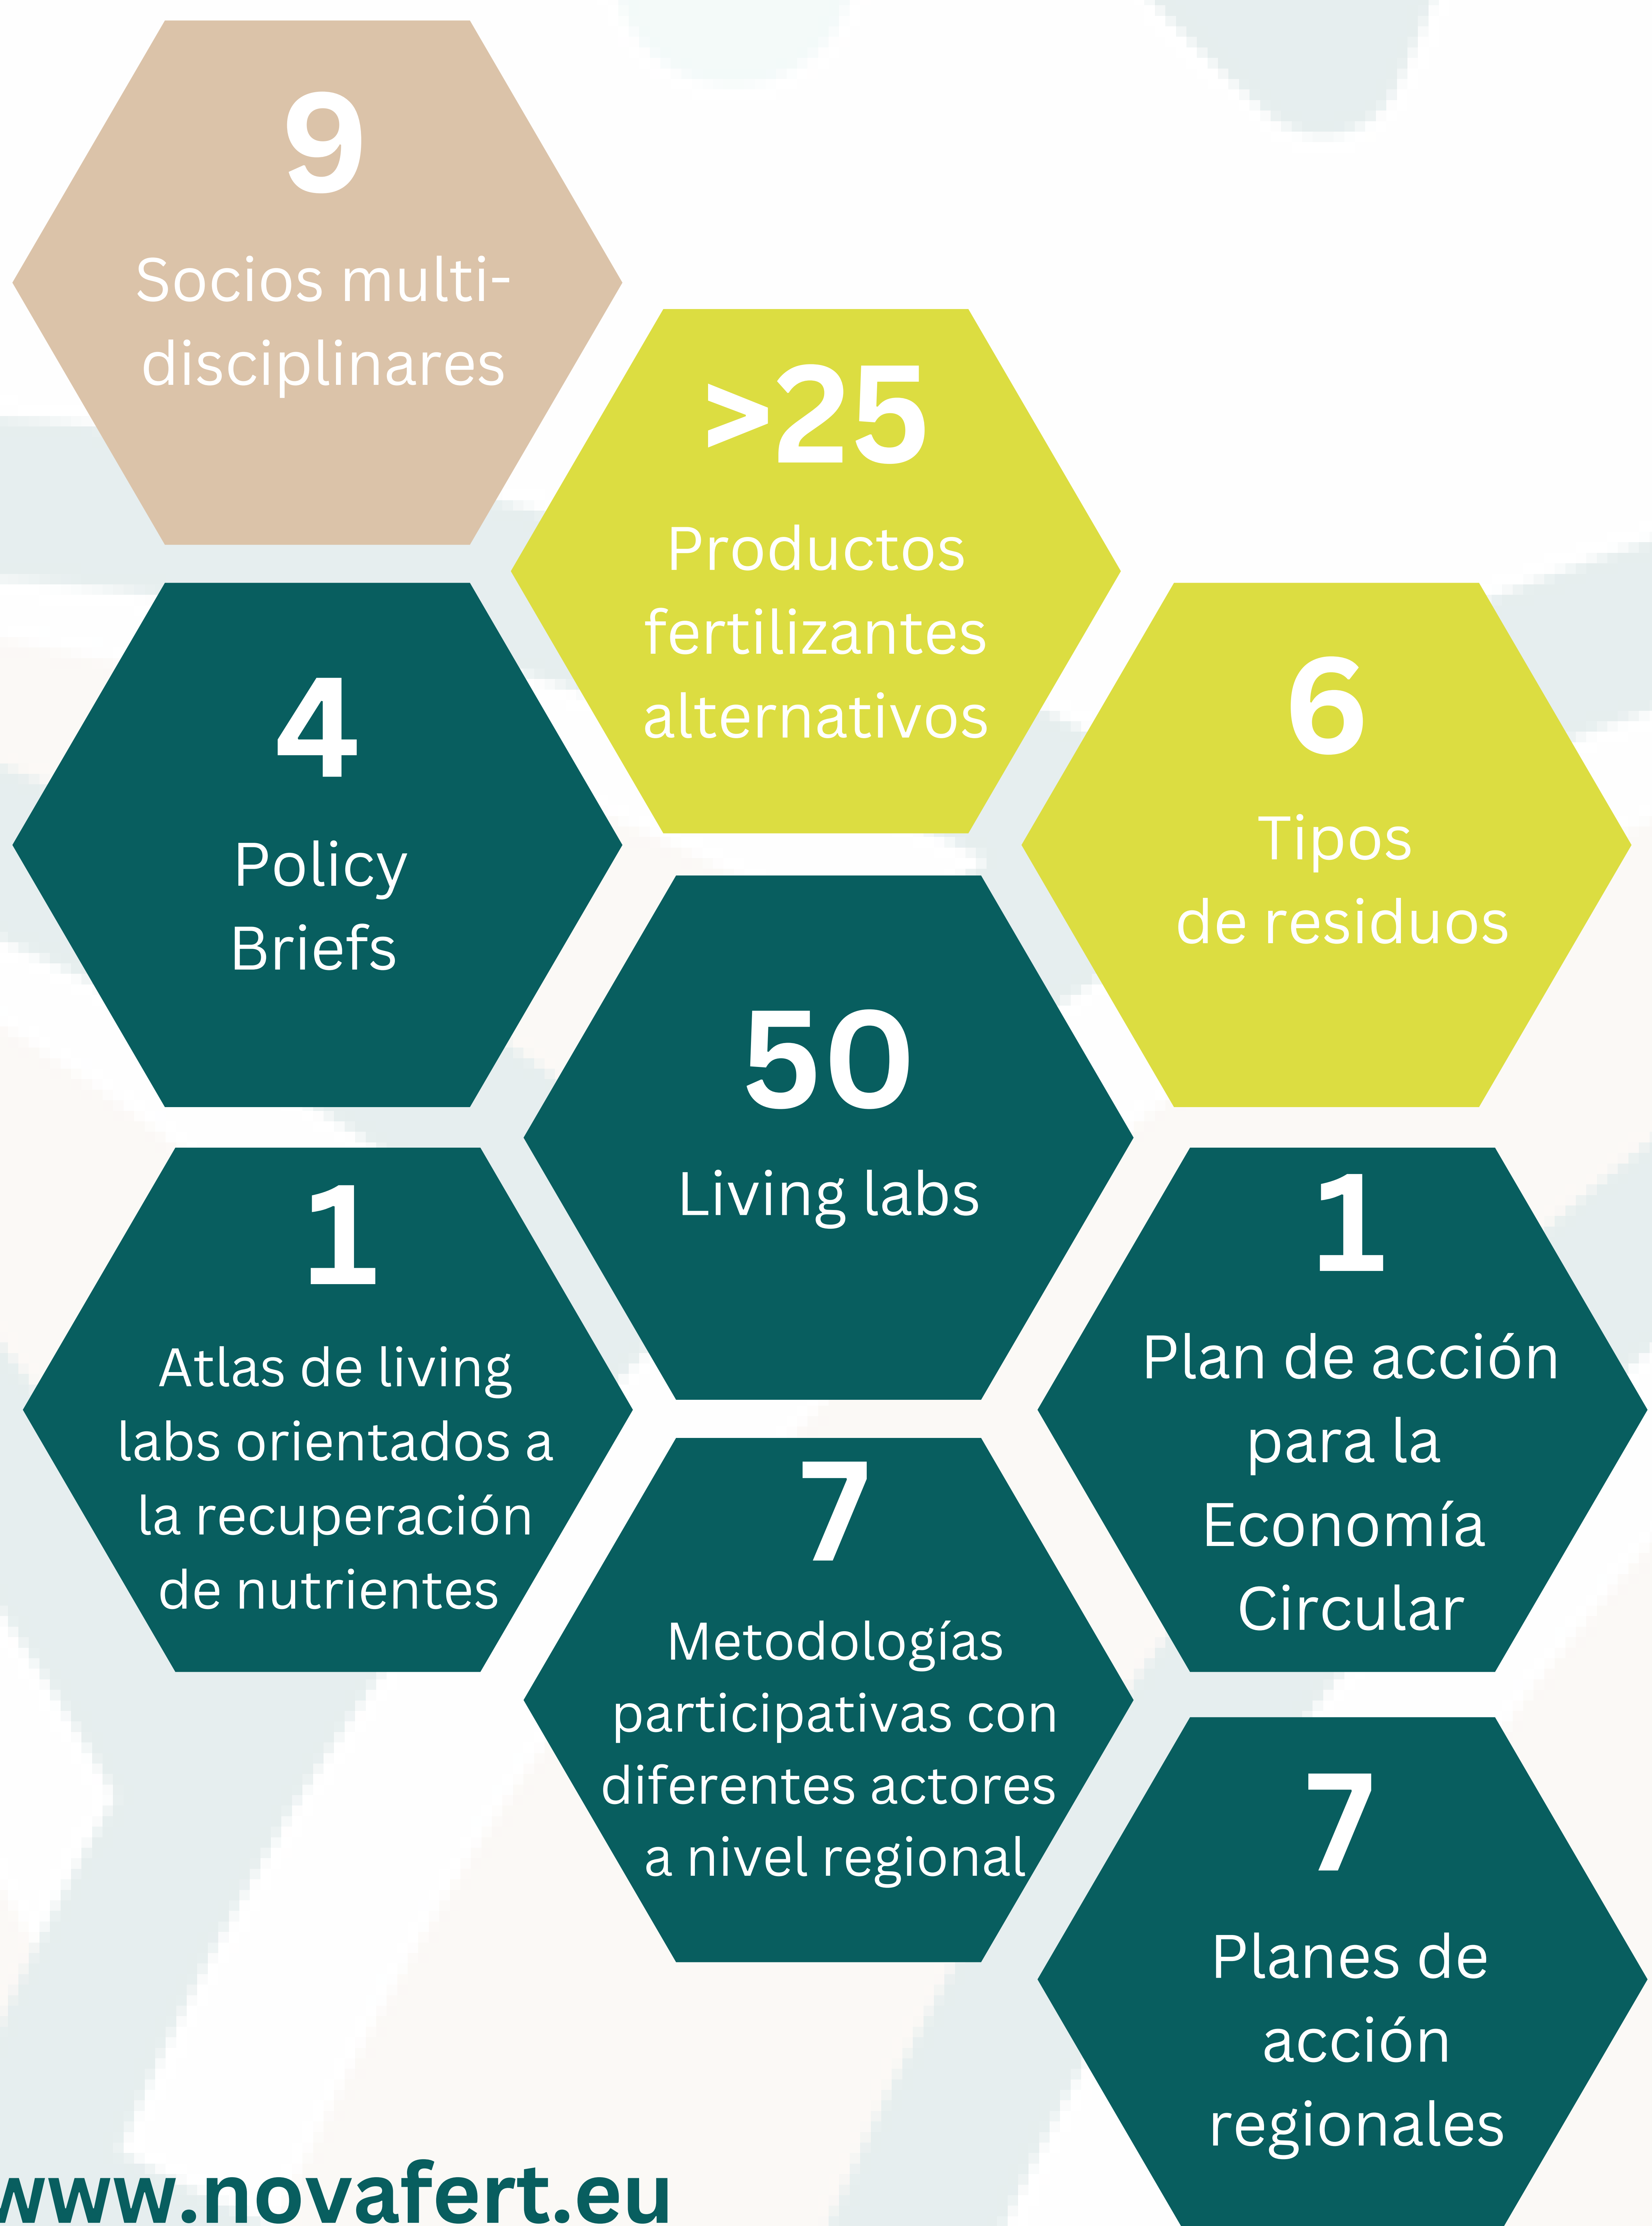 9
Socios multi-
disciplinares
>25
Productos
fertilizantes
alternativos
4
Policy
Briefs
6
Tipos
de residuos
50
Living labs
1
Atlas de living
labs orientados a
la recuperación
de nutrientes
1
Plan de acción
para la
Economía
Circular
7
Metodologías
participativas con
diferentes actores
a nivel regional
7
Planes de
acción
regionales
www.novafert.eu